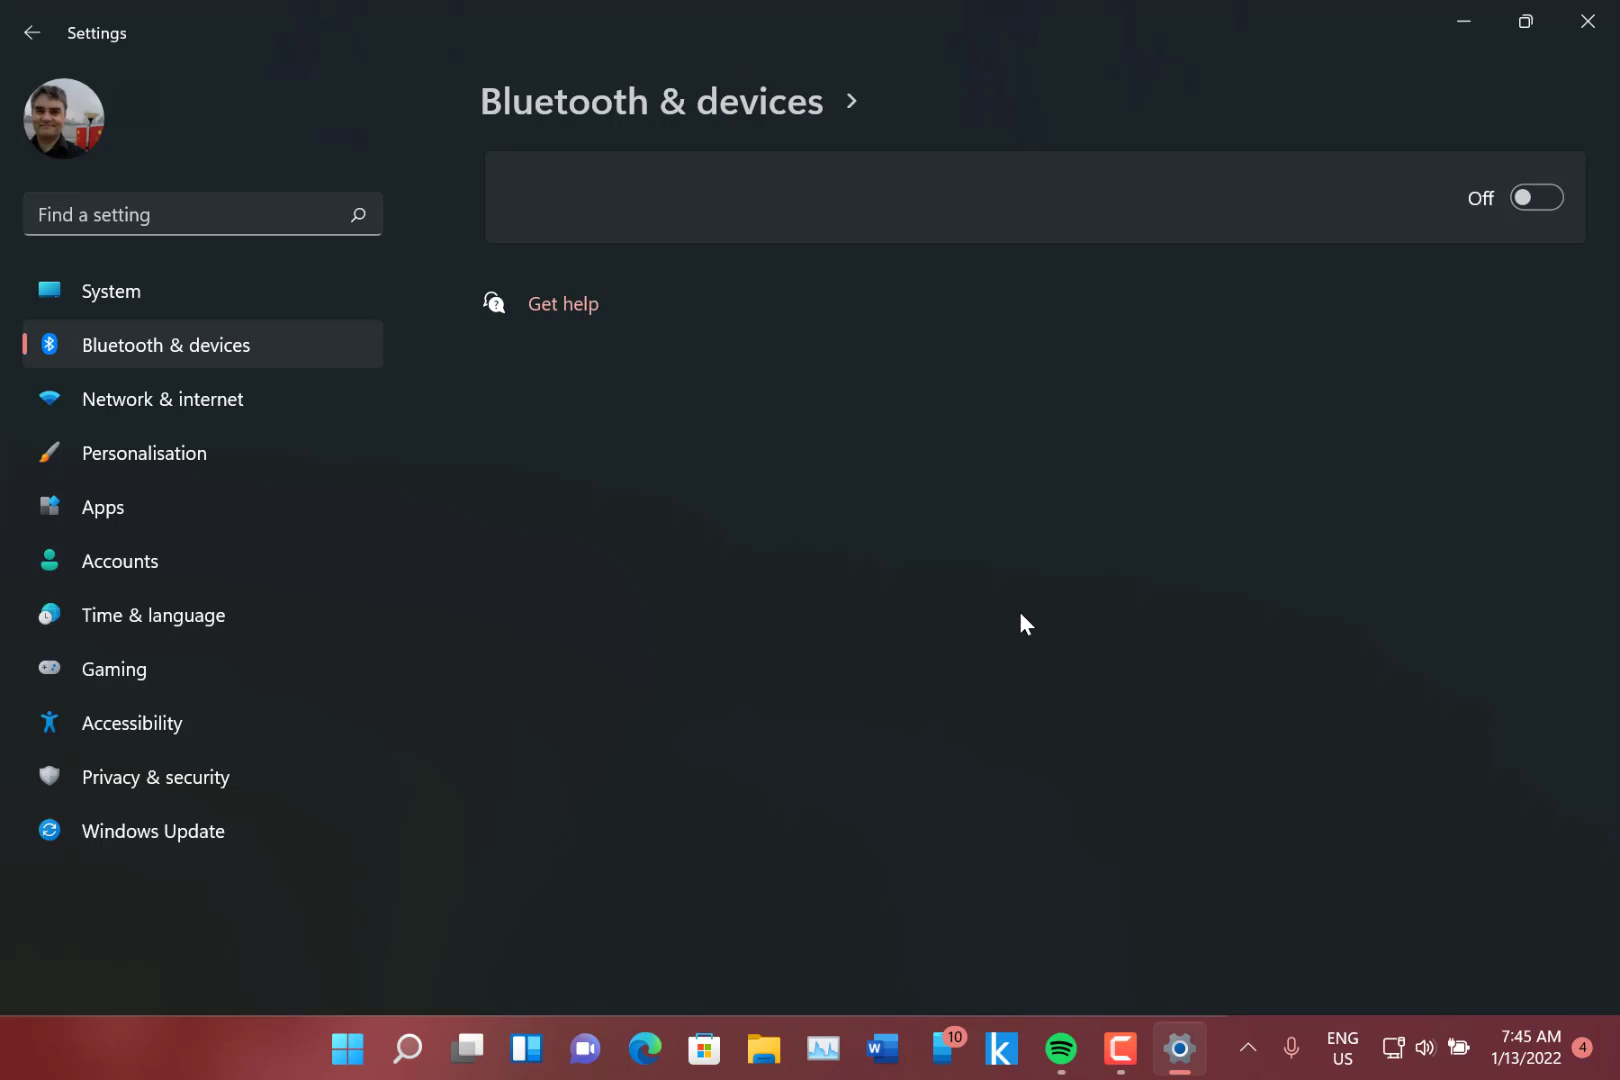 Settings
Bluetooth & devices
Off
Find a setting
Get help
System
Bluetooth & devices
Network & internet
Personalisation
Apps
Accounts
Time & language
Gaming
Accessibility
Privacy & security
Windows Update
10
W
k
C
ENG
US
7:45 AM
1/13/2022
4